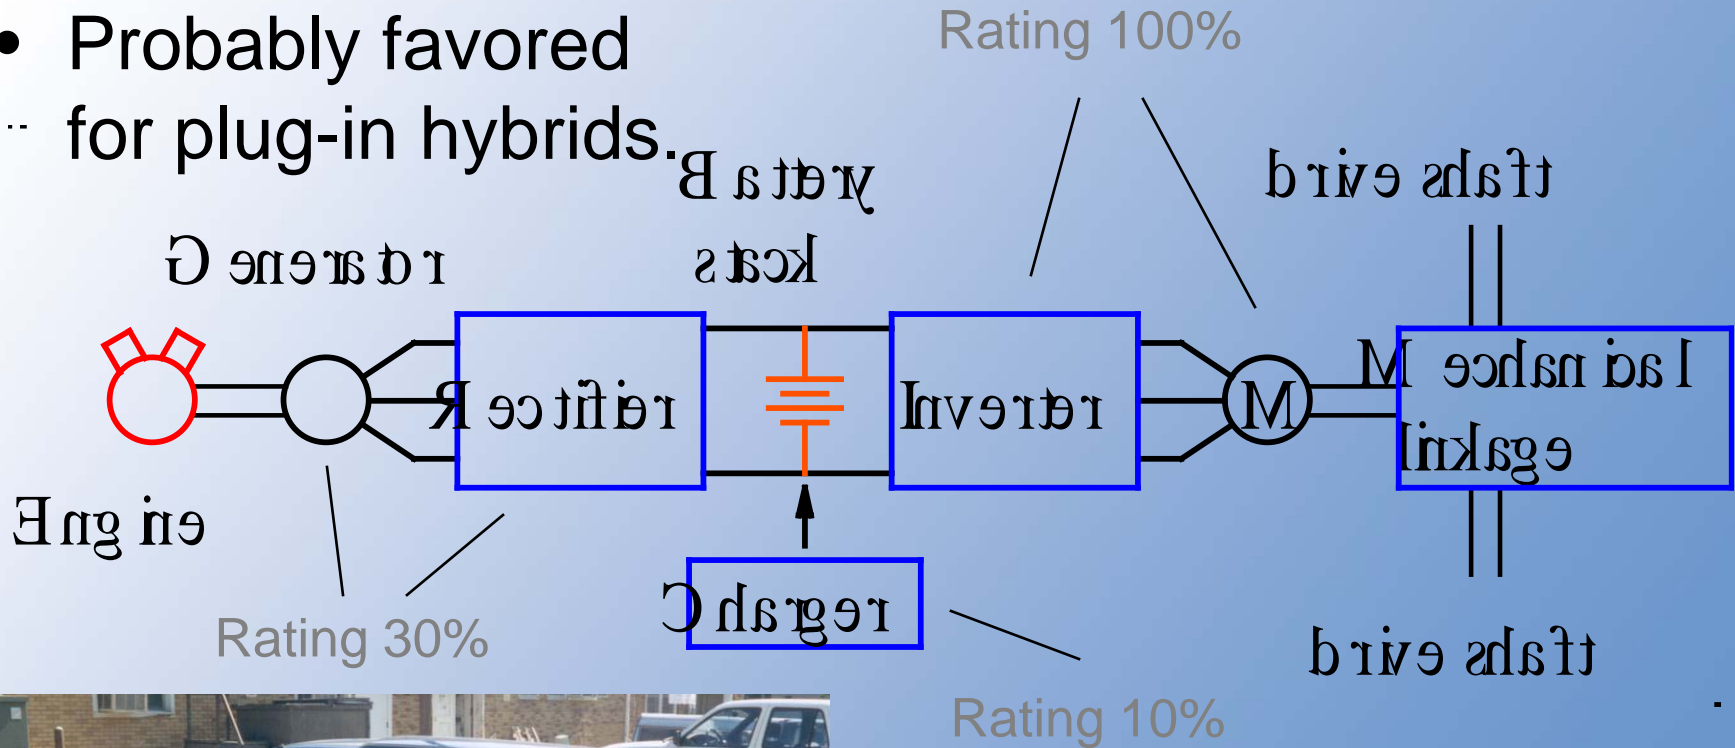 • Probably favored
for plug-in hybrids.
Rating 100%
Battery
stack
drive shaft
Generator
Rectifier
Inverter
M
Mechanical
linkage
Engine
Charger
Rating 30%
drive shaft
Rating 10%